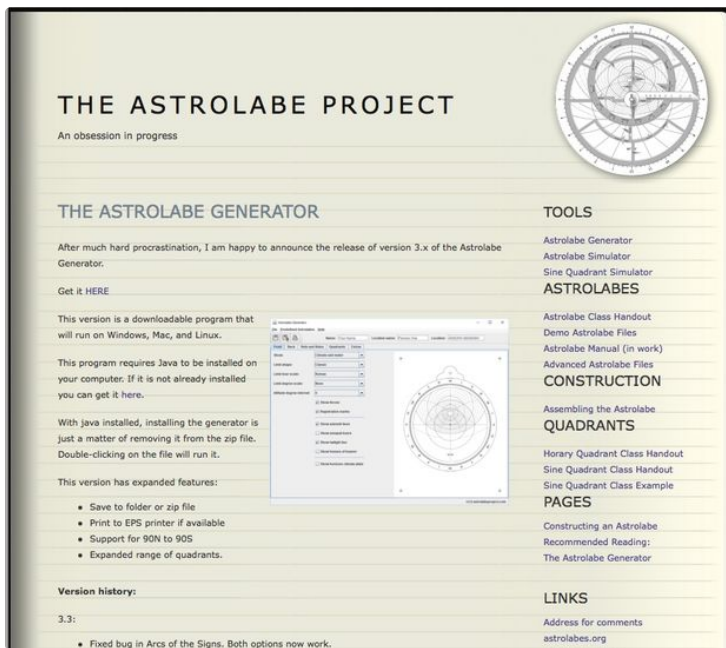 THE ASTROLABE PROJECT
An obsession in progress
THE ASTROLABE GENERATOR
After much hard procrastination, I am happy to announce the release of version 3.x of the Astrolabe
Generator.
Get it HERE
This version is a downloadable program that
will run on Windows, Mac, and Linux.
This program requires Java to be installed on
your computer. If it is not already installed
you can get it here.
With java installed, installing the generator is
just a matter of removing it from the zip file.
Double-clicking on the file will run it.
This version has expanded features:
Save to folder or zip file
Print to EPS printer if available
Support for 90N to 90S
Expanded range of quadrants.
Version history:
3.3:
Fixed bug in Arcs of the Signs. Both options now work.
TOOLS
Astrolabe Generator
Astrolabe Simulator
Sine Quadrant Simulator
ASTROLABES
Astrolabe Class Handout
Demo Astrolabe Files
Astrolabe Manual (in work)
Advanced Astrolabe Files
CONSTRUCTION
Assembling the Astrolabe
QUADRANTS
Horary Quadrant Class Handout
Sine Quadrant Class Handout
Sine Quadrant Class Example
PAGES
Constructing an Astrolabe
Recommended Reading:
The Astrolabe Generator
LINKS
Address for comments
astrolabes.org